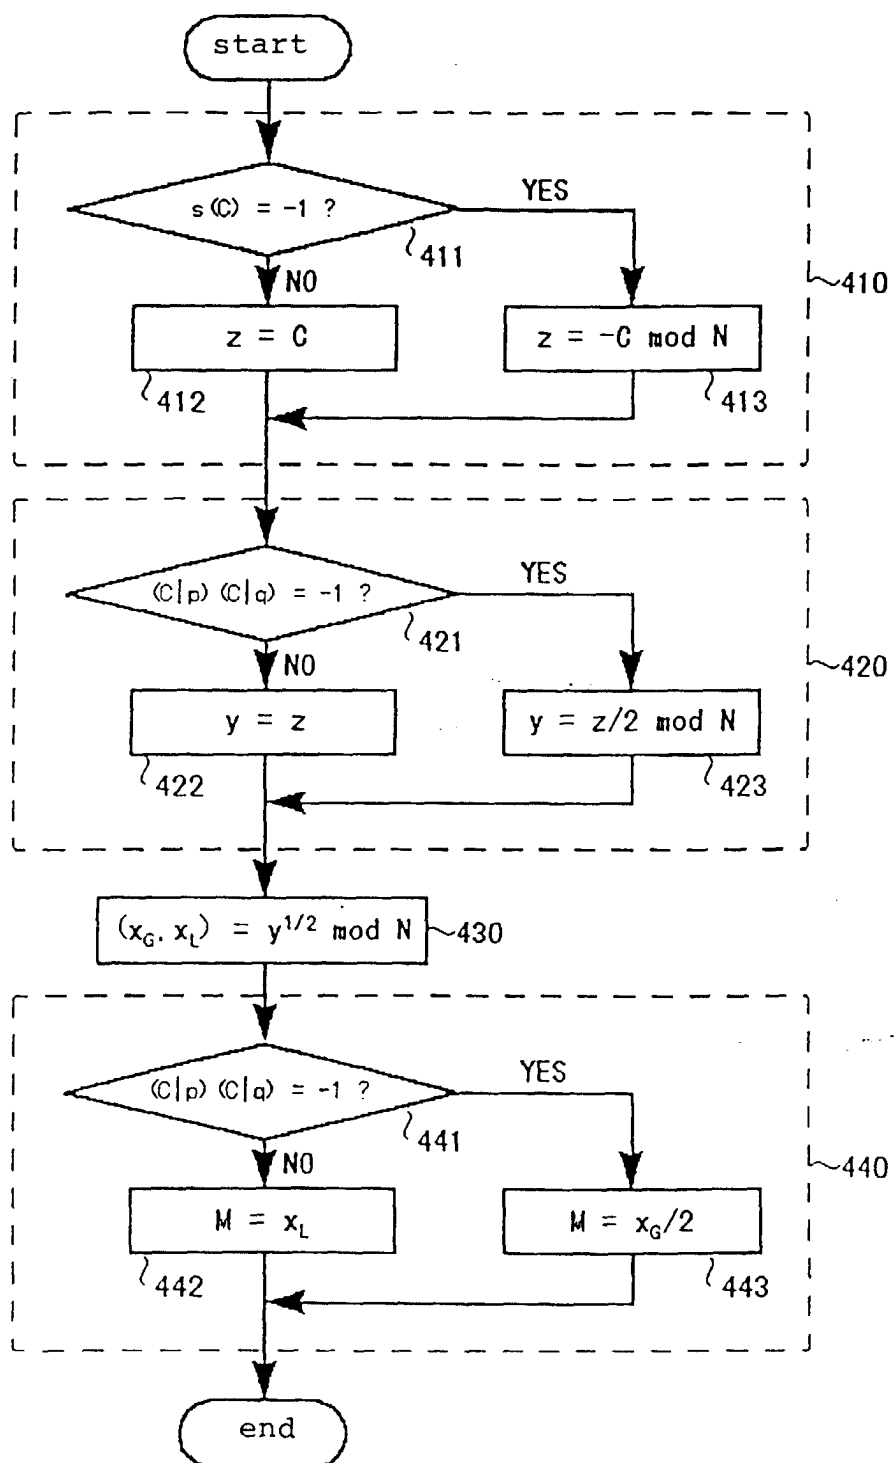 start
s(C) = -1 ?
YES
411
NO
410
z = C
z = -C mod N
412
413
(C|p)(C|q) = -1 ?
YES
421
NO
420
y = z
y = z/2 mod N
422
423
(x_G, x_L) = y^{1/2} mod N
430
(C|p)(C|q) = -1 ?
YES
441
NO
440
M = x_L
M = x_G/2
442
443
end